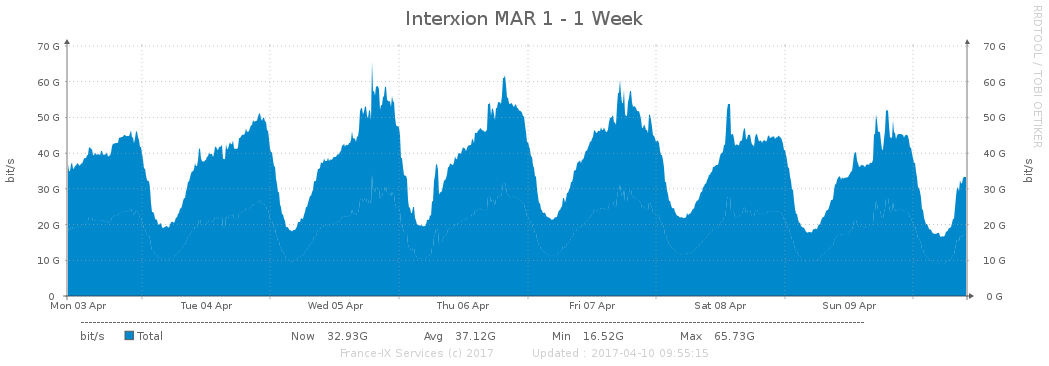 Interxion MAR 1 - 1 Week
RRDTOOL / TOBI OETIKER
70 G 70 G
60 G 60 G
50 G 50 G
40 G 40 G
30 G 30 G
20 G 20 G
10 G 10 G
0 0 G
bit/s
bit/s
Mon 03 Apr Tue 04 Apr Wed 05 Apr Thu 06 Apr Fri 07 Apr Sat 08 Apr Sun 09 Apr
bit/s Total Now 32.93G Avg 37.12G Min 16.52G Max 65.73G
France-IX Services (c) 2017 Updated : 2017-04-10 09:55:15